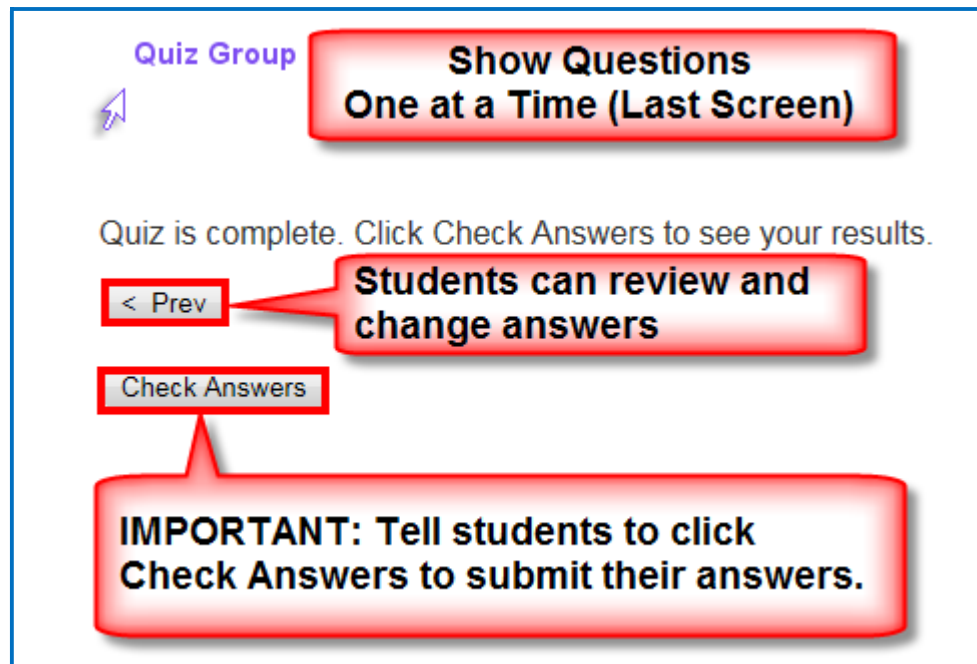 Quiz Group
Show Questions
One at a Time (Last Screen)
Quiz is complete. Click Check Answers to see your results.
< Prev
Students can review and
change answers
Check Answers
IMPORTANT: Tell students to click
Check Answers to submit their answers.